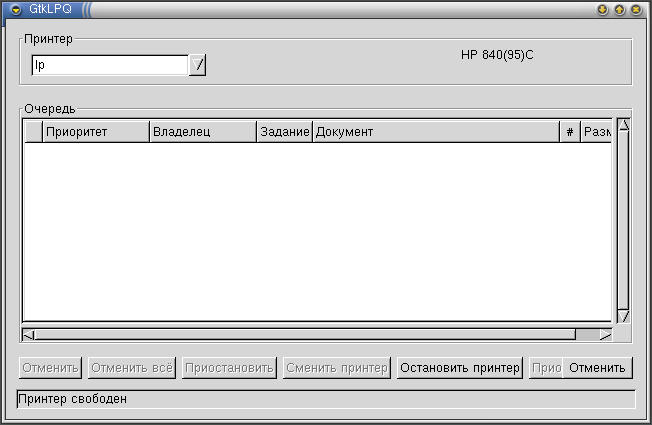 GtkLPQ
Принтер
lp
HP 840(95)C
Очередь
Приоритет Владелец Задание Документ # Разм
Отменить Отменить всё Приостановить Сменить принтер Остановить принтер Прио Отменить
Принтер свободен